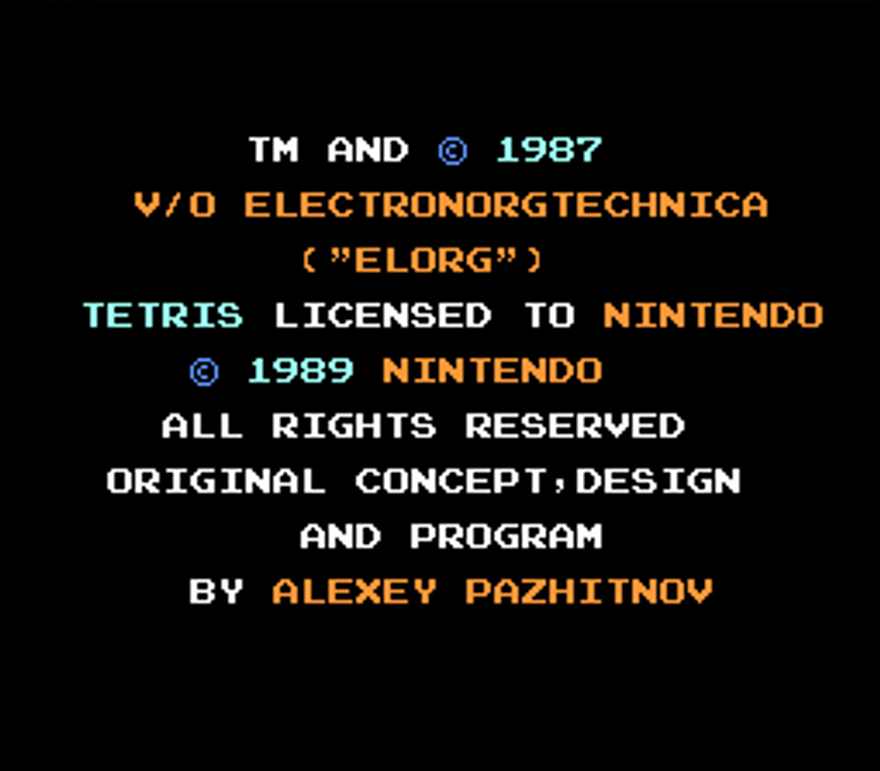 TM AND © 1987
V/O ELECTRONORGTECHNICA
("ELORG")
TETRIS LICENSED TO NINTENDO
© 1989 NINTENDO
ALL RIGHTS RESERVED
ORIGINAL CONCEPT,DESIGN
AND PROGRAM
BY ALEXEY PAZHITNOV